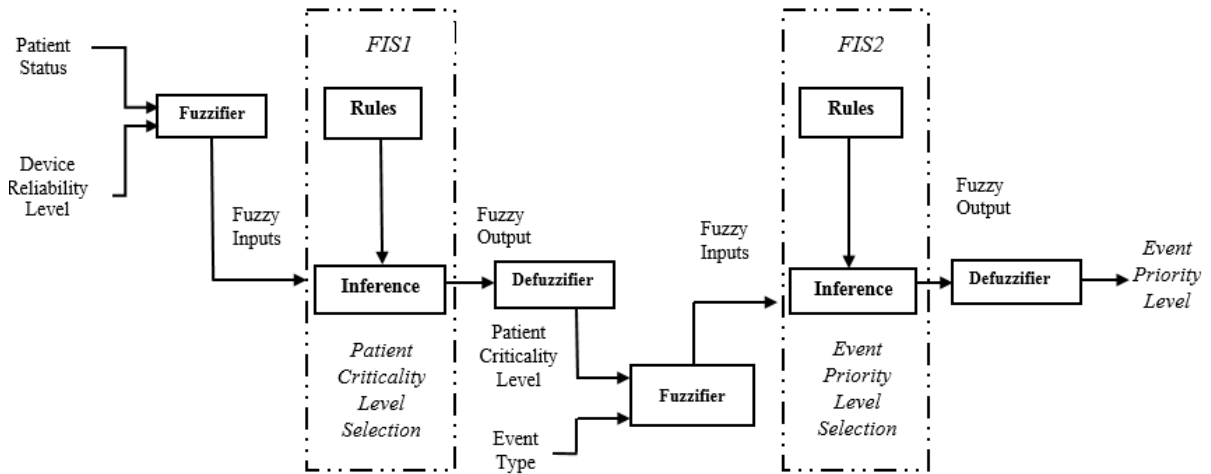 Patient
Status
Device
Reliability
Level
Fuzzifier
Fuzzy
Inputs
FIS1
Rules
Inference
Patient
Criticality
Level
Selection
Fuzzy
Output
Defuzzifier
Patient
Criticality
Level
Event
Type
Fuzzifier
Fuzzy
Inputs
FIS2
Rules
Inference
Event
Priority
Level
Selection
Fuzzy
Output
Defuzzifier
Event
Priority
Level